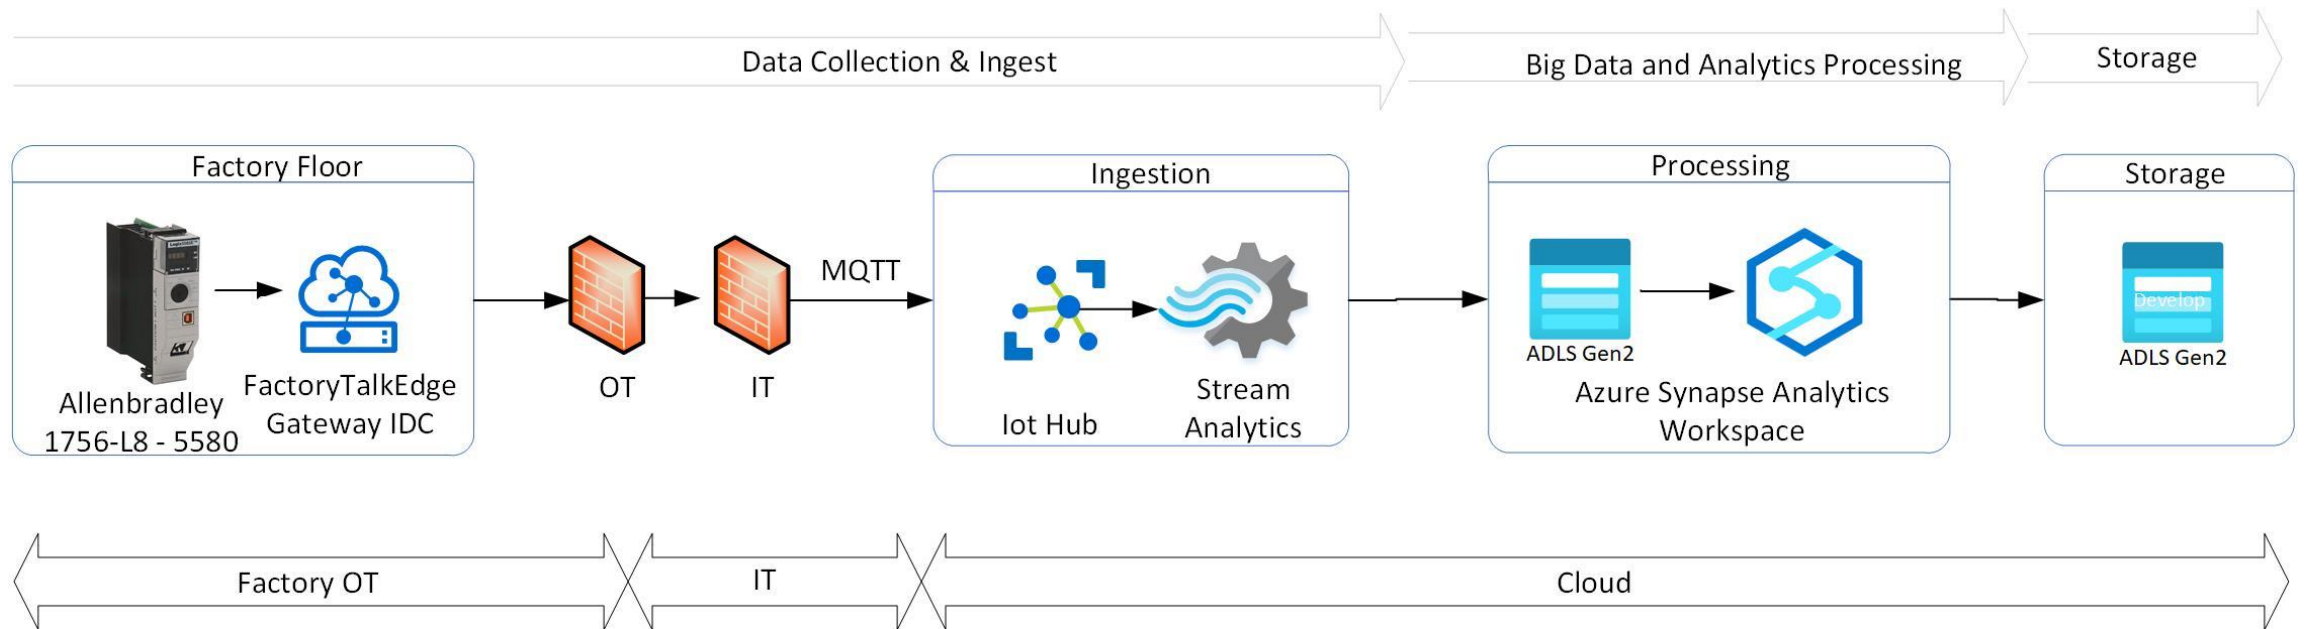 Data Collection & Ingest
Big Data and Analytics Processing
Storage
Factory Floor
Allenbradley
1756-L8 - 5580
FactoryTalkEdge
Gateway IDC
OT
IT
MQTT
Ingestion
Iot Hub
Stream
Analytics
Processing
ADLS Gen2
Azure Synapse Analytics
Workspace
Storage
Develop
ADLS Gen2
Factory OT
IT
Cloud